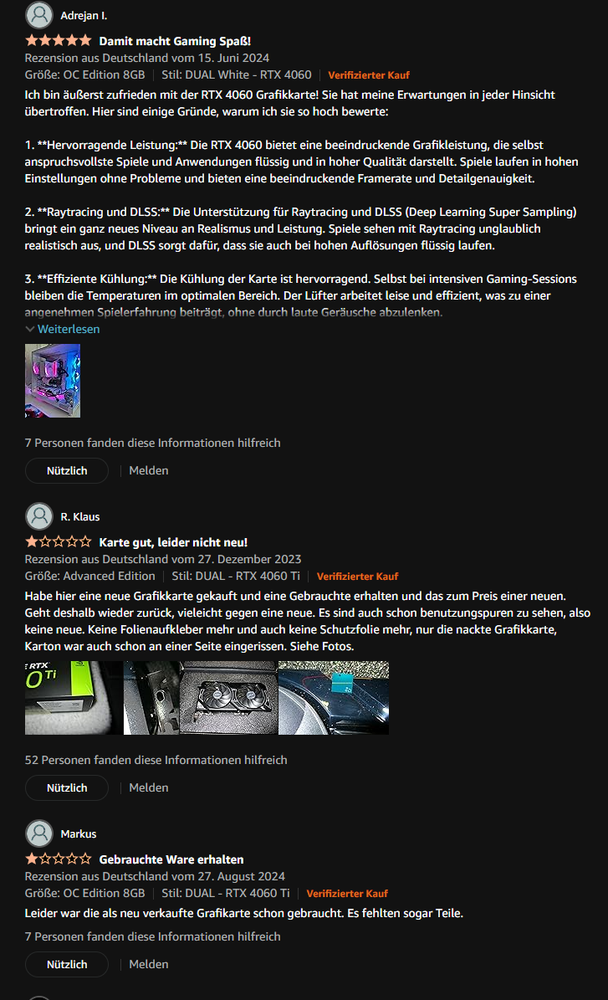 Adrejan I.
Damit macht Gaming Spaß!
Rezension aus Deutschland vom 15. Juni 2024
Größe: OC Edition 8GB | Stil: DUAL White - RTX 4060 | Verifizierter Kauf
Ich bin äußerst zufrieden mit der RTX 4060 Grafikkarte! Sie hat meine Erwartungen in jeder Hinsicht
übertroffen. Hier sind einige Gründe, warum ich sie so hoch bewerte:
1. **Hervorragende Leistung:** Die RTX 4060 bietet eine beeindruckende Grafikleistung, die selbst
anspruchsvollste Spiele und Anwendungen flüssig und in hoher Qualität darstellt. Spiele laufen in hohen
Einstellungen ohne Probleme und bieten eine beeindruckende Framerate und Detailgenauigkeit.
2. **Raytracing und DLSS:** Die Unterstützung für Raytracing und DLSS (Deep Learning Super Sampling)
bringt ein ganz neues Niveau an Realismus und Leistung. Spiele sehen mit Raytracing unglaublich
realistisch aus, und DLSS sorgt dafür, dass sie auch bei hohen Auflösungen flüssig laufen.
3. **Effiziente Kühlung:** Die Kühlung der Karte ist hervorragend. Selbst bei intensiven Gaming-Sessions
bleiben die Temperaturen im optimalen Bereich. Der Lüfter arbeitet leise und effizient, was zu einer
angenehmen Spielerfahrung beiträgt, ohne durch laute Geräusche abzulenken.
Weiterlesen
7 Personen fanden diese Informationen hilfreich
Nützlich | Melden
R. Klaus
Karte gut, leider nicht neu!
Rezension aus Deutschland vom 27. Dezember 2023
Größe: Advanced Edition | Stil: DUAL - RTX 4060 Ti | Verifizierter Kauf
Habe hier eine neue Grafikkarte gekauft und eine Gebrauchte erhalten und das zum Preis einer neuen.
Geht deshalb wieder zurück, vieleicht gegen eine neue. Es sind auch schon benutzungspuren zu sehen, also
keine neue. Keine Folienaufkleber mehr und auch keine Schutzfolie mehr, nur die nackte Grafikkarte,
Karton war auch schon an einer Seite eingerissen. Siehe Fotos.
RTX
0 Ti
52 Personen fanden diese Informationen hilfreich
Nützlich | Melden
Markus
Gebrauchte Ware erhalten
Rezension aus Deutschland vom 27. August 2024
Größe: OC Edition 8GB | Stil: DUAL - RTX 4060 Ti | Verifizierter Kauf
Leider war die als neu verkaufte Grafikarte schon gebraucht. Es fehlten sogar Teile.
7 Personen fanden diese Informationen hilfreich
Nützlich | Melden